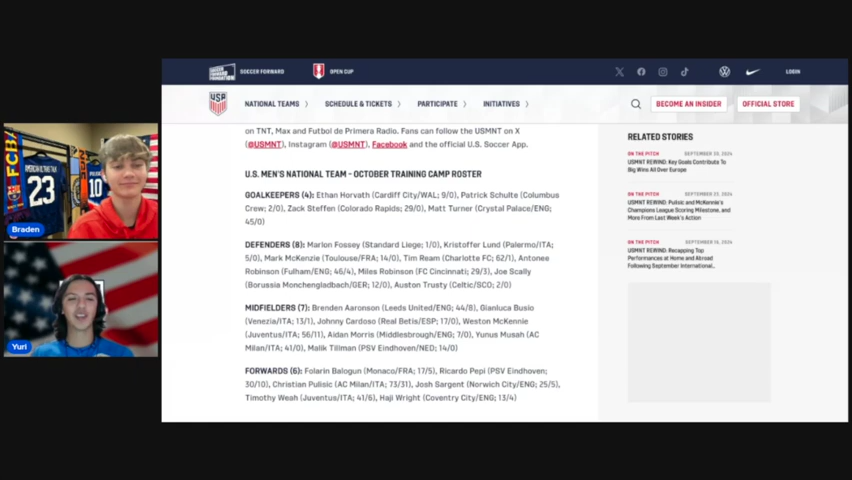 SOCCER FORWARD
FOUNDATION
SOCCER FORWARD
OPEN CUP
LOGIN
USA
NATIONAL TEAMS
SCHEDULE & TICKETS
PARTICIPATE
INITIATIVES
BECOME AN INSIDER
OFFICIAL STORE
on TNT, Max and Futbol de Primera Radio. Fans can follow the USMNT on X
(@USMNT), Instagram (@USMNT), Facebook and the official U.S. Soccer App.
U.S. MEN'S NATIONAL TEAM – OCTOBER TRAINING CAMP ROSTER
GOALKEEPERS (4): Ethan Horvath (Cardiff City/WAL; 9/0), Patrick Schulte (Columbus
Crew; 2/0), Zack Steffen (Colorado Rapids; 29/0), Matt Turner (Crystal Palace/ENG;
45/0)
DEFENDERS (8): Marlon Fossey (Standard Liege; 1/0), Kristoffer Lund (Palermo/ITA;
5/0), Mark McKenzie (Toulouse/FRA; 14/0), Tim Ream (Charlotte FC; 62/1), Antonee
Robinson (Fulham/ENG; 46/4), Miles Robinson (FC Cincinnati; 29/3), Joe Scally
(Borussia Monchengladbach/GER; 12/0), Auston Trusty (Celtic/SCO; 2/0)
MIDFIELDERS (7): Brenden Aaronson (Leeds United/ENG; 44/8), Gianluca Busio
(Venezia/ITA; 13/1), Johnny Cardoso (Real Betis/ESP; 17/0), Weston McKennie
(Juventus/ITA; 56/11), Aidan Morris (Middlesbrough/ENG; 7/0), Yunus Musah (AC
Milan/ITA; 41/0), Malik Tillman (PSV Eindhoven/NED; 14/0)
FORWARDS (6): Folarin Balogun (Monaco/FRA; 17/5), Ricardo Pepi (PSV Eindhoven;
30/10), Christian Pulisic (AC Milan/ITA; 73/31), Josh Sargent (Norwich City/ENG; 25/5),
Timothy Weah (Juventus/ITA; 41/6), Haji Wright (Coventry City/ENG; 13/4)
RELATED STORIES
ON THE PITCH
USMNT REWIND: Key Goals Contribute To
Big Wins All Over Europe
ON THE PITCH
USMNT REWIND: Pulisic and McKennie's
Champions League Scoring Milestone, and
More From Last Week's Action
ON THE PITCH
SEPTEMBER 16, 2024
USMNT REWIND: Recapping Top
Performances at Home and Abroad
Following September International...
FCB
23
10
Braden
Yuri